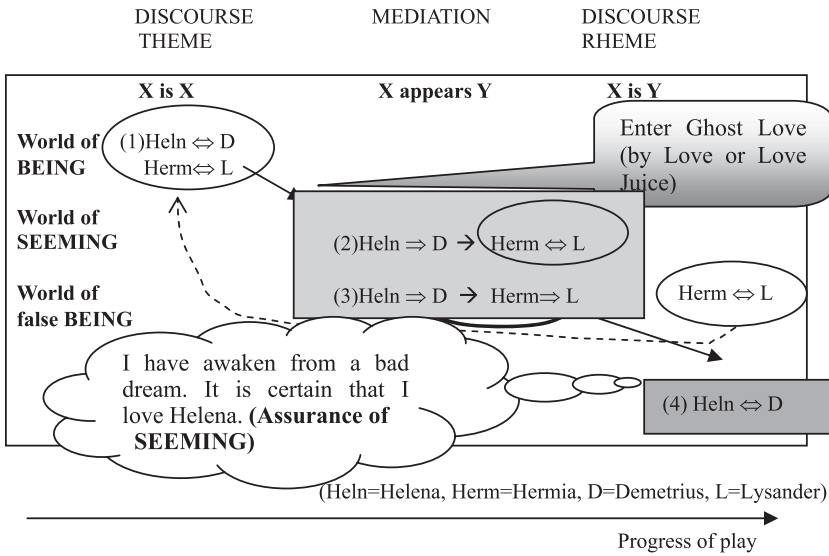 DISCOURSE
THEME
MEDIATION
DISCOURSE
RHEME
X is X
X appears Y
X is Y
World of
BEING
(1)Heln ⇔ D
Herm⇔ L
Enter Ghost Love
(by Love or Love
Juice)
World of
SEEMING
(2)Heln ⇒ D → Herm ⇔ L
World of
false BEING
(3)Heln ⇒ D → Herm⇒ L
Herm ⇔ L
I have awaken from a bad
dream. It is certain that I
love Helena. (Assurance of
SEEMING)
(4) Heln ⇔ D
(Heln=Helena, Herm=Hermia, D=Demetrius, L=Lysander)
Progress of play